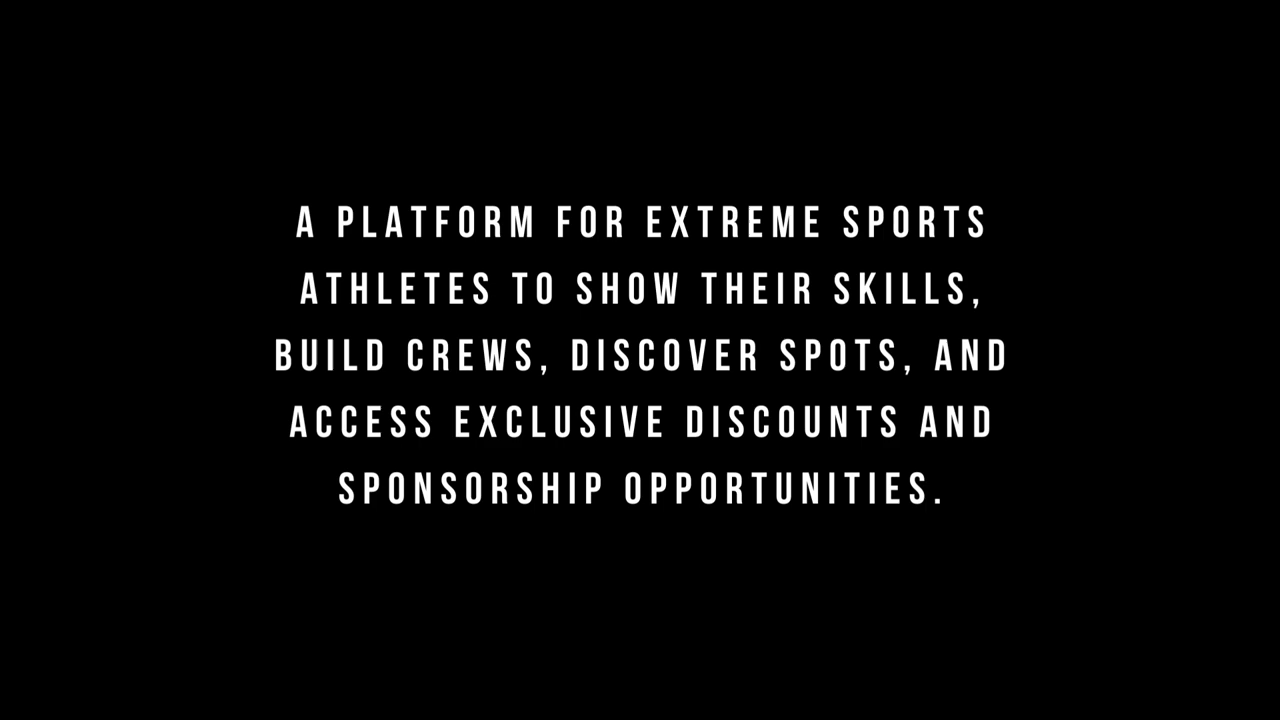 A PLATFORM FOR EXTREME SPORTS
ATHLETES TO SHOW THEIR SKILLS,
BUILD CREWS, DISCOVER SPOTS, AND
ACCESS EXCLUSIVE DISCOUNTS AND
SPONSORSHIP OPPORTUNITIES.